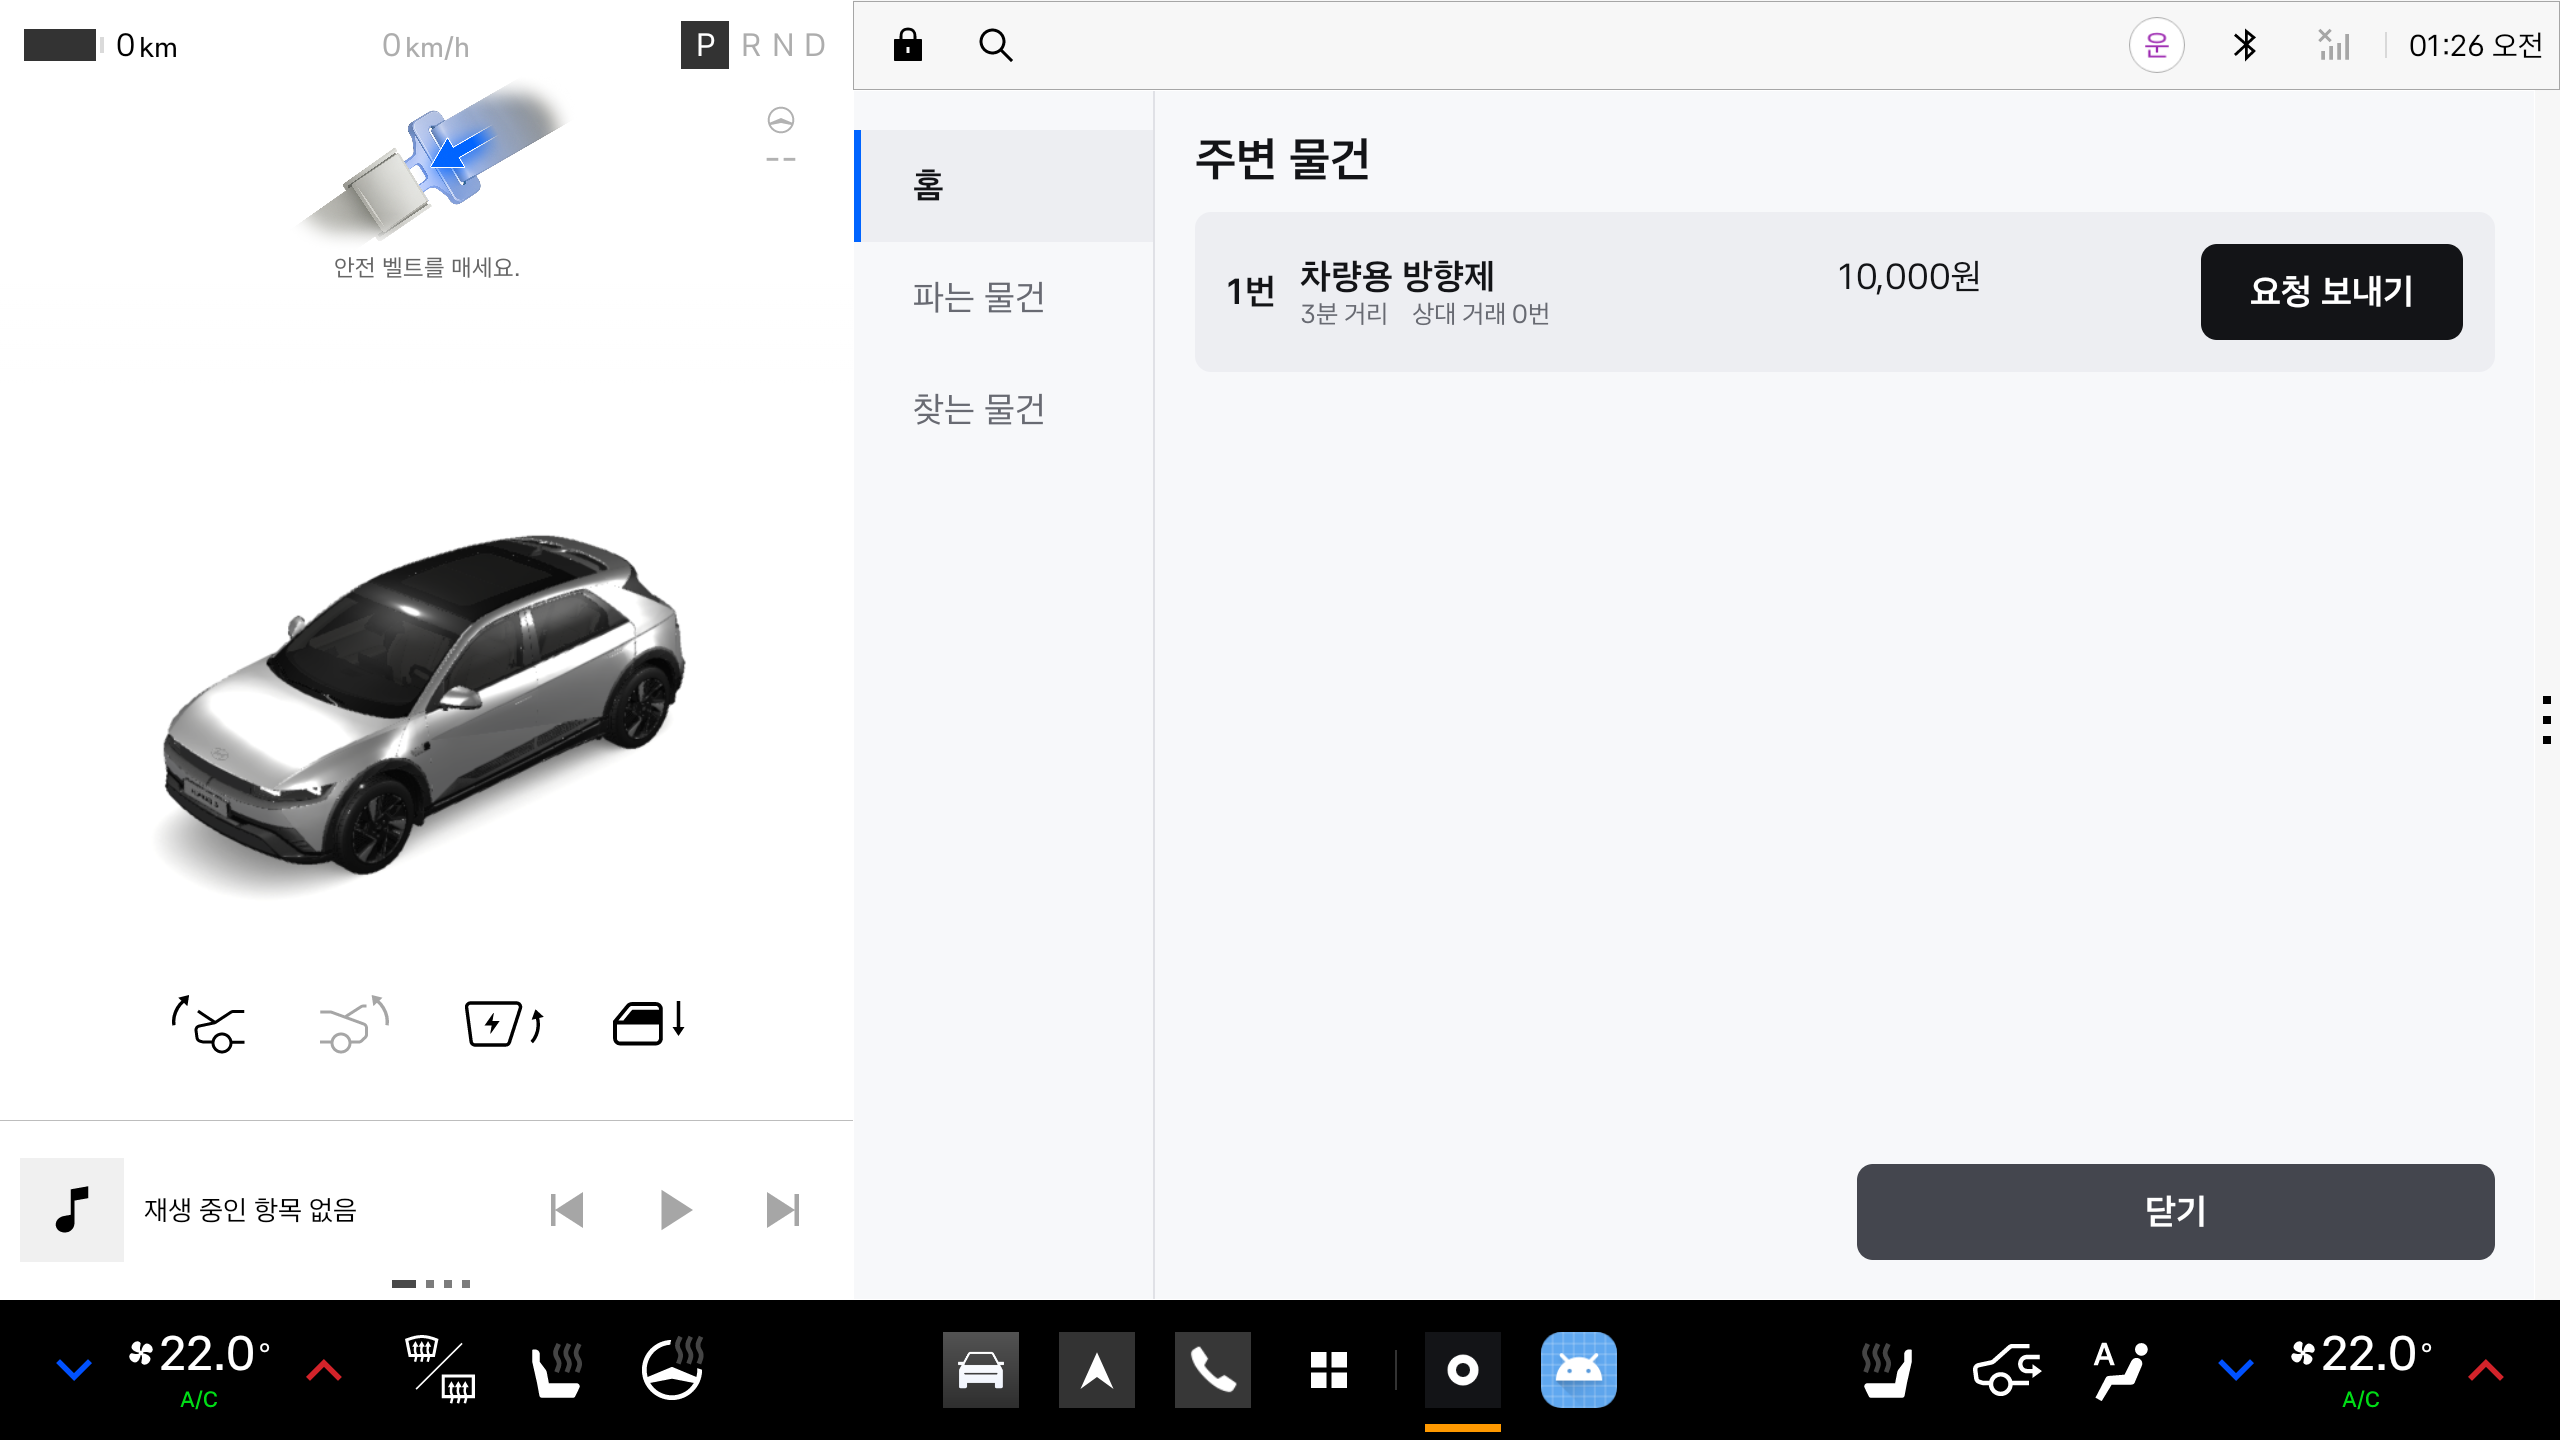 0 km
0 km/h
P R N D
01:26 오전
운
안전 벨트를 매세요.
홈
파는 물건
찾는 물건
주변 물건
1번
차량용 방향제
3분 거리 상대 거래 0번
10,000원
요청 보내기
닫기
재생 중인 항목 없음
22.0°
A/C
A
22.0°
A/C